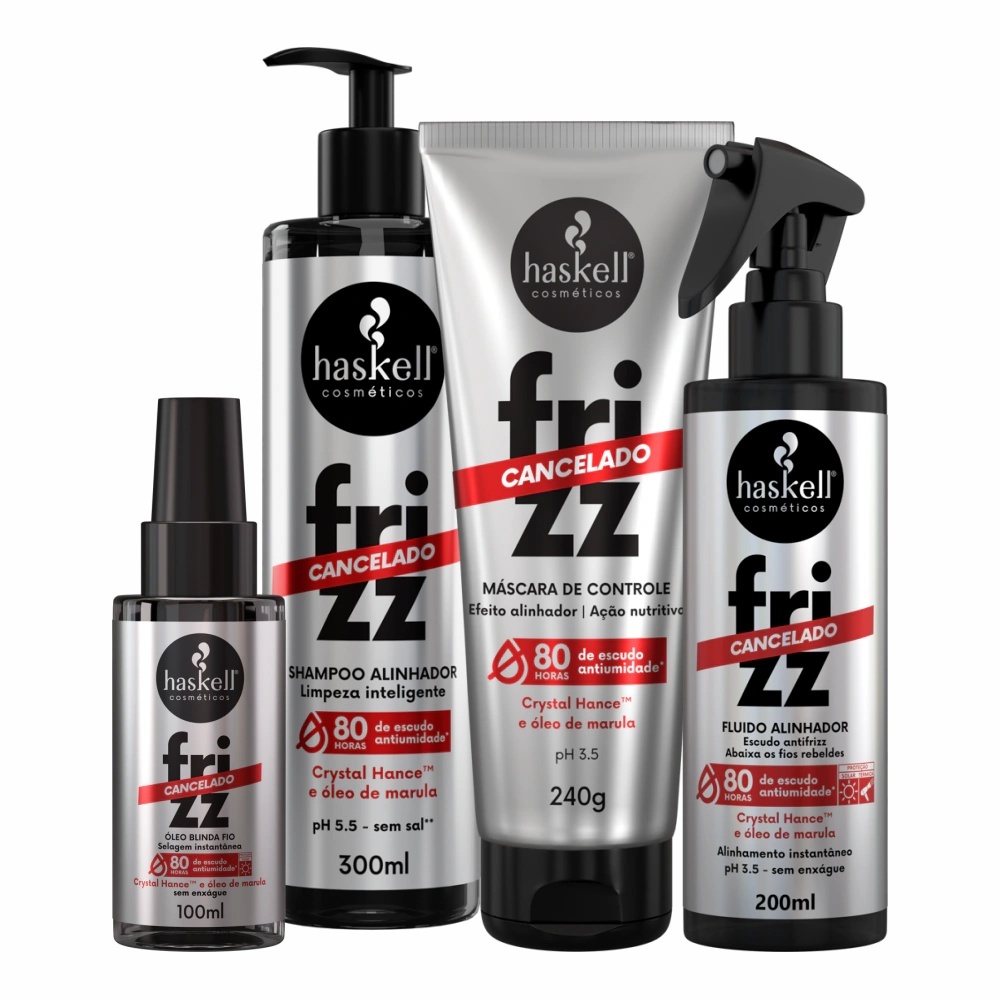 haskell®
cosméticos
fri
CANCELADO
zz
ÓLEO BLINDA FIO
Selagem instantânea
80
HORAS
de escudo
antiumidade*
Crystal Hance™ e óleo de marula
sem enxágue
100ml
haskell®
cosméticos
fri
CANCELADO
zz
SHAMPOO ALINHADOR
Limpeza inteligente
80
HORAS
de escudo
antiumidade*
Crystal Hance™
e óleo de marula
pH 5.5 - sem sal**
300ml
haskell®
cosméticos
fri
CANCELADO
zz
MÁSCARA DE CONTROLE
Efeito alinhador | Ação nutritiva
80
HORAS
de escudo
antiumidade*
Crystal Hance™
e óleo de marula
pH 3.5
240g
haskell®
cosméticos
fri
CANCELADO
zz
FLUIDO ALINHADOR
Escudo antifrizz
Abaixa os fios rebeldes
80
HORAS
de escudo
antiumidade*
PROTEÇÃO
SOLAR TÉRMICA
Crystal Hance™
e óleo de marula
Alinhamento instantâneo
pH 3.5 - sem enxágue
200ml